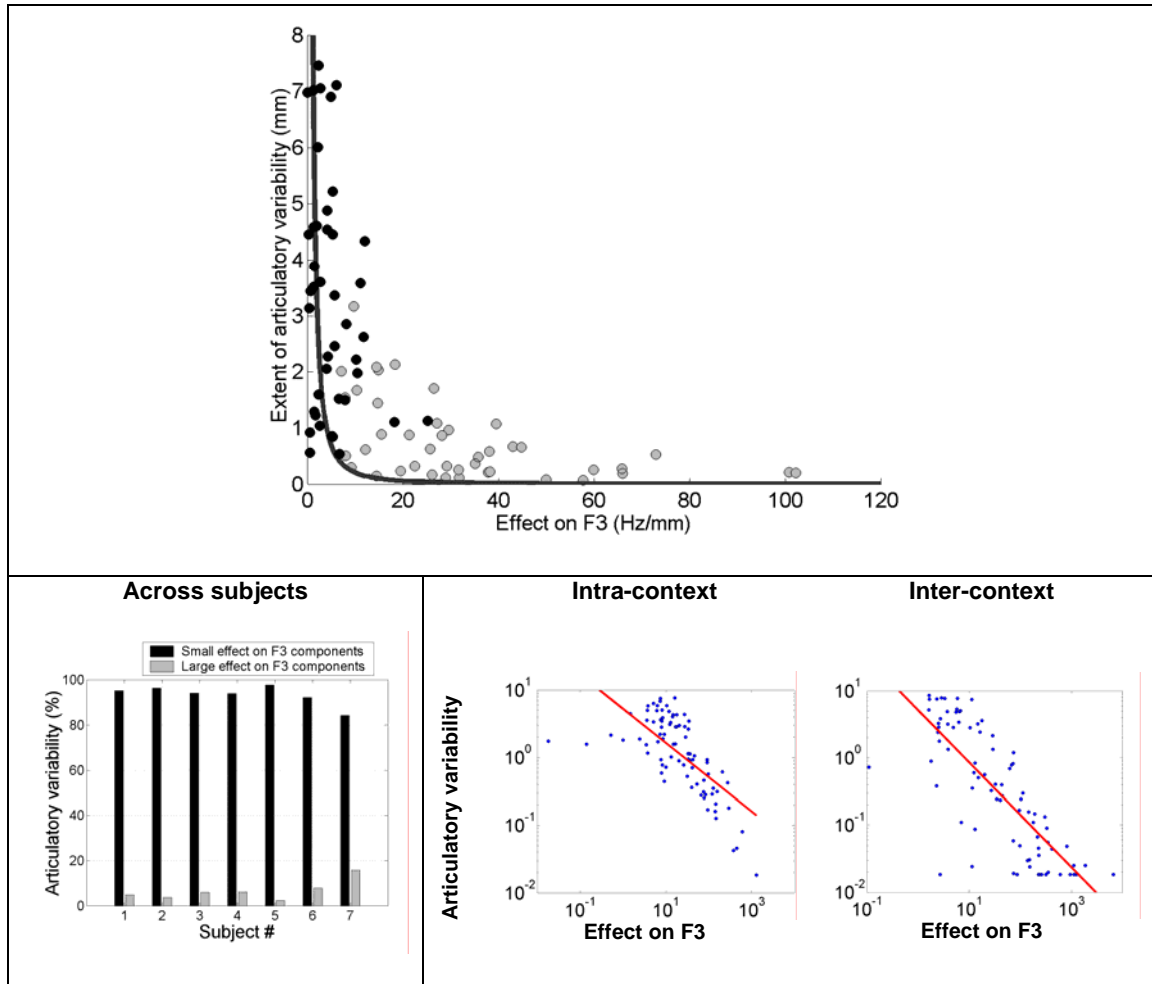 8
7
6
5
4
3
2
1
0
Extent of articulatory variability (mm)
0 20 40 60 80 100 120
Effect on F3 (Hz/mm)
Across subjects
Small effect on F3 components
Large effect on F3 components
100
80
60
40
20
0
Articulatory variability (%)
1 2 3 4 5 6 7
Subject #
Intra-context
Inter-context
Articulatory variability
10^1
10^0
10^-1
10^-2
10^-1 10^1 10^3
Effect on F3
10^1
10^0
10^-1
10^-2
10^-1 10^1 10^3
Effect on F3